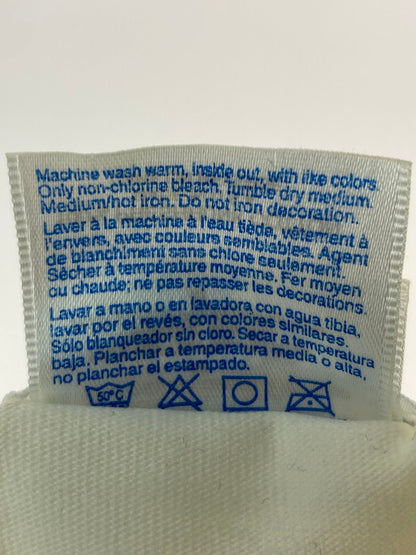 Machine wash warm, inside out, with like colors.
Only non-chlorine bleach. Tumble dry medium.
Medium/hot iron. Do not iron decoration.
Laver à la machine à l'eau tiède, vêtement à
l'envers, avec couleurs semblables. Agent
de blanchiment sans chlore seulement.
Sécher à température moyenne. Fer moyen
ou chaude; ne pas repasser les decorations.
Lavar a mano o en lavadora con agua tibia,
lavar por el revés, con colores similares.
Sólo blanqueador sin cloro. Secar a temperatura
baja. Planchar a temperatura media o alta,
no planchar el estampado.
50°C